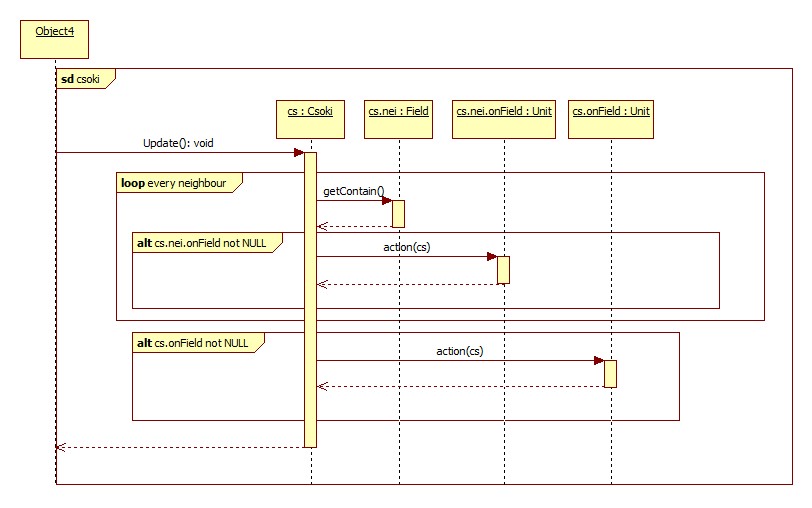 Object4
sd csoki
cs : Csoki
cs.nei : Field
cs.nei.onField : Unit
cs.onField : Unit
Update(): void
loop every neighbour
getContain()
alt cs.nei.onField not NULL
action(cs)
alt cs.onField not NULL
action(cs)